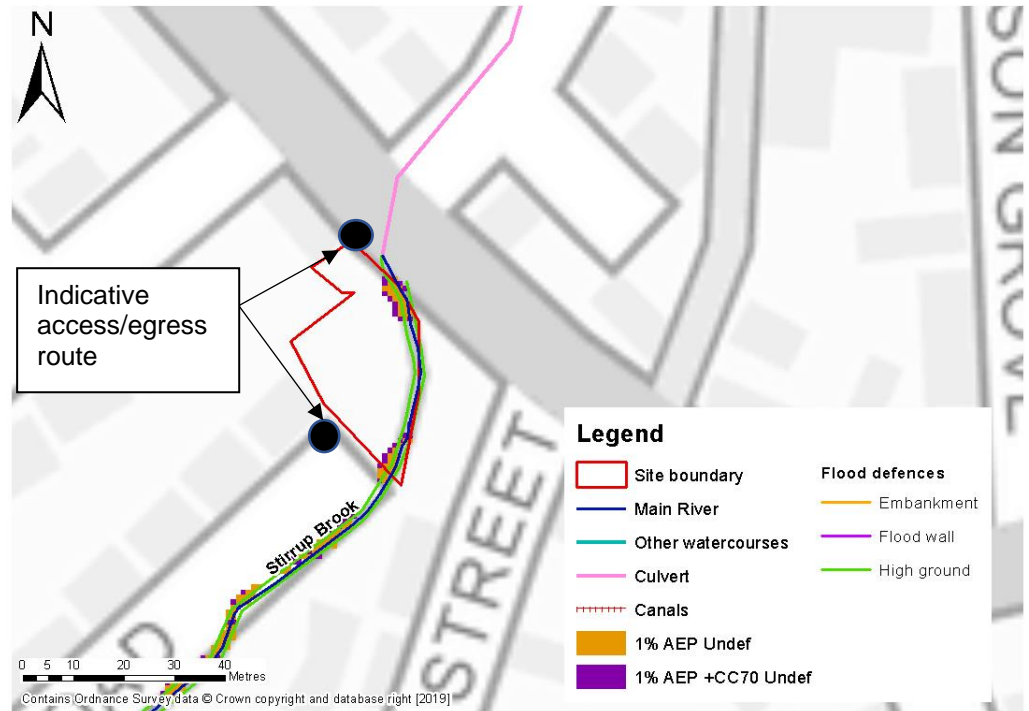 N
SON GROVE
Indicative
access/egress
route
Stirrup Brook
STREET
Legend
Site boundary
Main River
Other watercourses
Culvert
Canals
1% AEP Undef
1% AEP +CC70 Undef
Flood defences
Embankment
Flood wall
High ground
0 5 10 20 30 40
Metres
Contains Ordnance Survey data © Crown copyright and database right [2019]